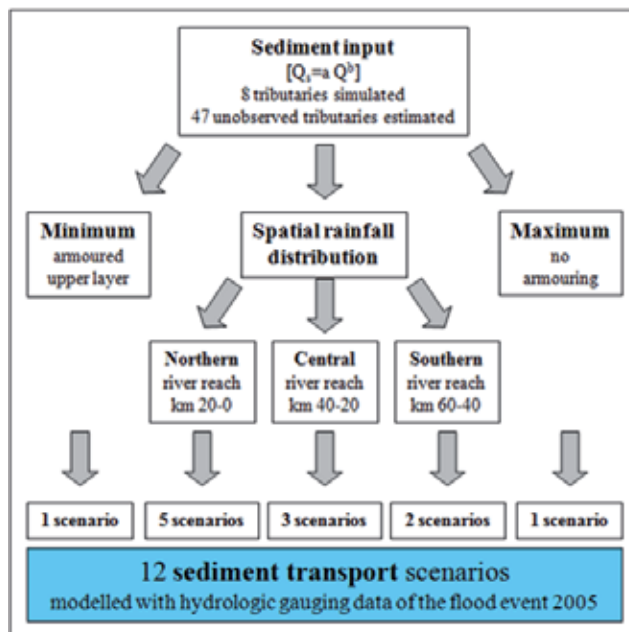 Sediment input
[Qs=a Qb]
8 tributaries simulated
47 unobserved tributaries estimated
Minimum
armoured
upper layer
Spatial rainfall
distribution
Maximum
no
armouring
Northern
river reach
km 20-0
Central
river reach
km 40-20
Southern
river reach
km 60-40
1 scenario
5 scenarios
3 scenarios
2 scenarios
1 scenario
12 sediment transport scenarios
modelled with hydrologic gauging data of the flood event 2005